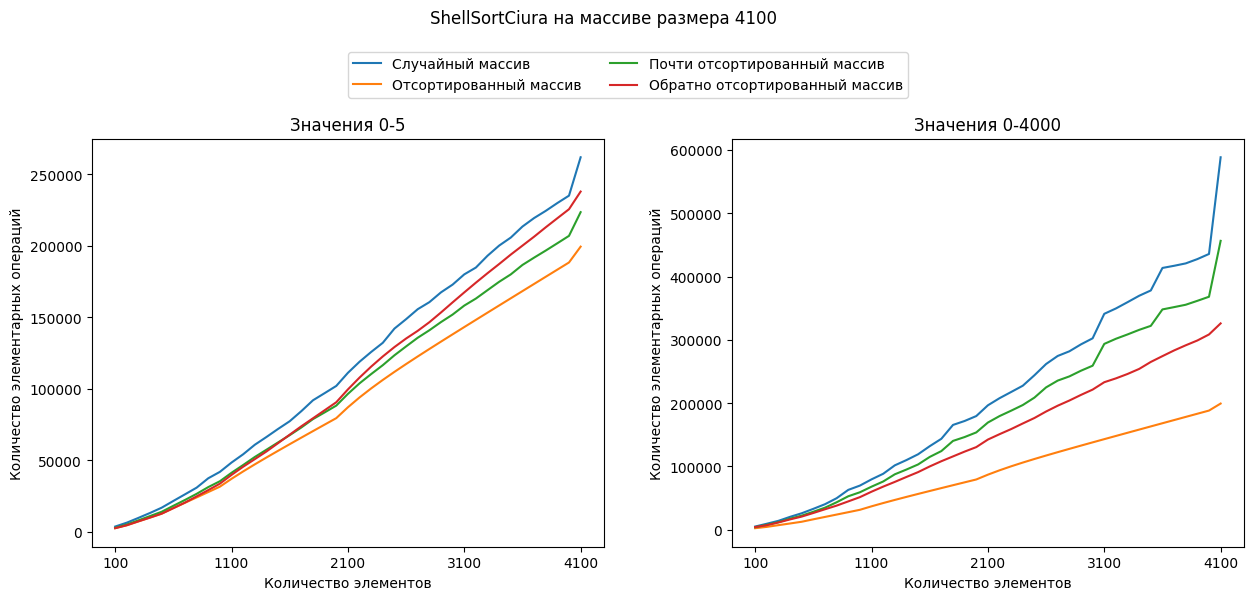 ShellSortCiura на массиве размера 4100
Случайный массив
Отсортированный массив
Почти отсортированный массив
Обратно отсортированный массив
Значения 0-5
Количество элементарных операций
250000
200000
150000
100000
50000
0
100 1100 2100 3100 4100
Количество элементов
Значения 0-4000
Количество элементарных операций
600000
500000
400000
300000
200000
100000
0
100 1100 2100 3100 4100
Количество элементов